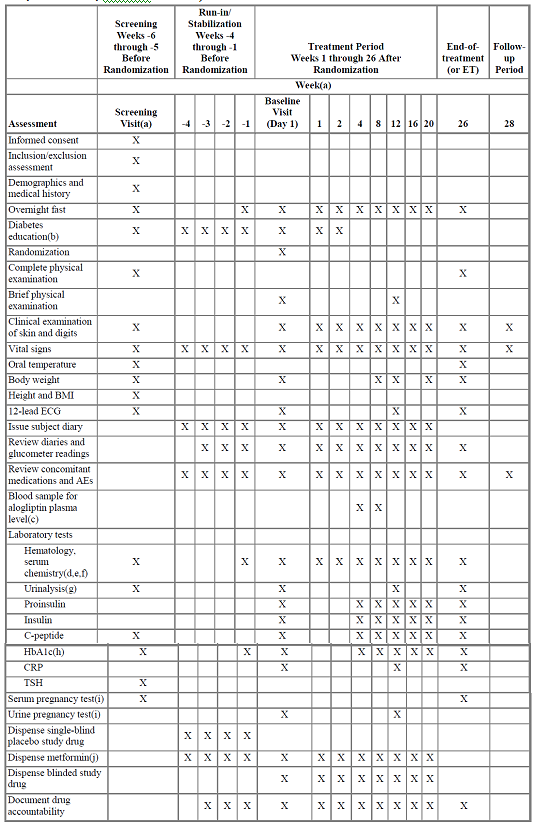 Screening
Weeks -6
through -5
Before
Randomization
Run-in/
Stabilization
Weeks -4
through -1
Before
Randomization
Treatment Period
Weeks 1 through 26 After
Randomization
End-of-
treatment
(or ET)
Follow-
up
Period
Week(a)
Assessment
Screening
Visit(a)
-4 -3 -2 -1
Baseline
Visit
(Day 1)
1 2 4 8 12 16 20 26 28
Informed consent X
Inclusion/exclusion
assessment X
Demographics and
medical history X
Overnight fast X X X X X X X X X X X
Diabetes
education(b) X X X X X X X X
Randomization X
Complete physical
examination X X
Brief physical
examination X X
Clinical examination
of skin and digits X X X X X X X X X X X
Vital signs X X X X X X X X X X X X X X X
Oral temperature X X
Body weight X X X X X X
Height and BMI X
12-lead ECG X X X X
Issue subject diary X X X X X X X X X X X X
Review diaries and
glucometer readings X X X X X X X X X X X X
Review concomitant
medications and AEs X X X X X X X X X X X X X X
Blood sample for
alogliptin plasma
level(c) X X
Laboratory tests
Hematology,
serum
chemistry(d,e,f) X X X X X X X X X X X
Urinalysis(g) X X X X
Proinsulin X X X X X X X
Insulin X X X X X X X
C-peptide X X X X X X X X
HbA1c(h) X X X X X X X X X
CRP X X X
TSH X
Serum pregnancy test(i) X X
Urine pregnancy test(i) X X
Dispense single-blind
placebo study drug X X X X
Dispense metformin(j) X X X X X X X X X X X X
Dispense blinded study
drug X X X X X X X X
Document drug
accountability X X X X X X X X X X X X